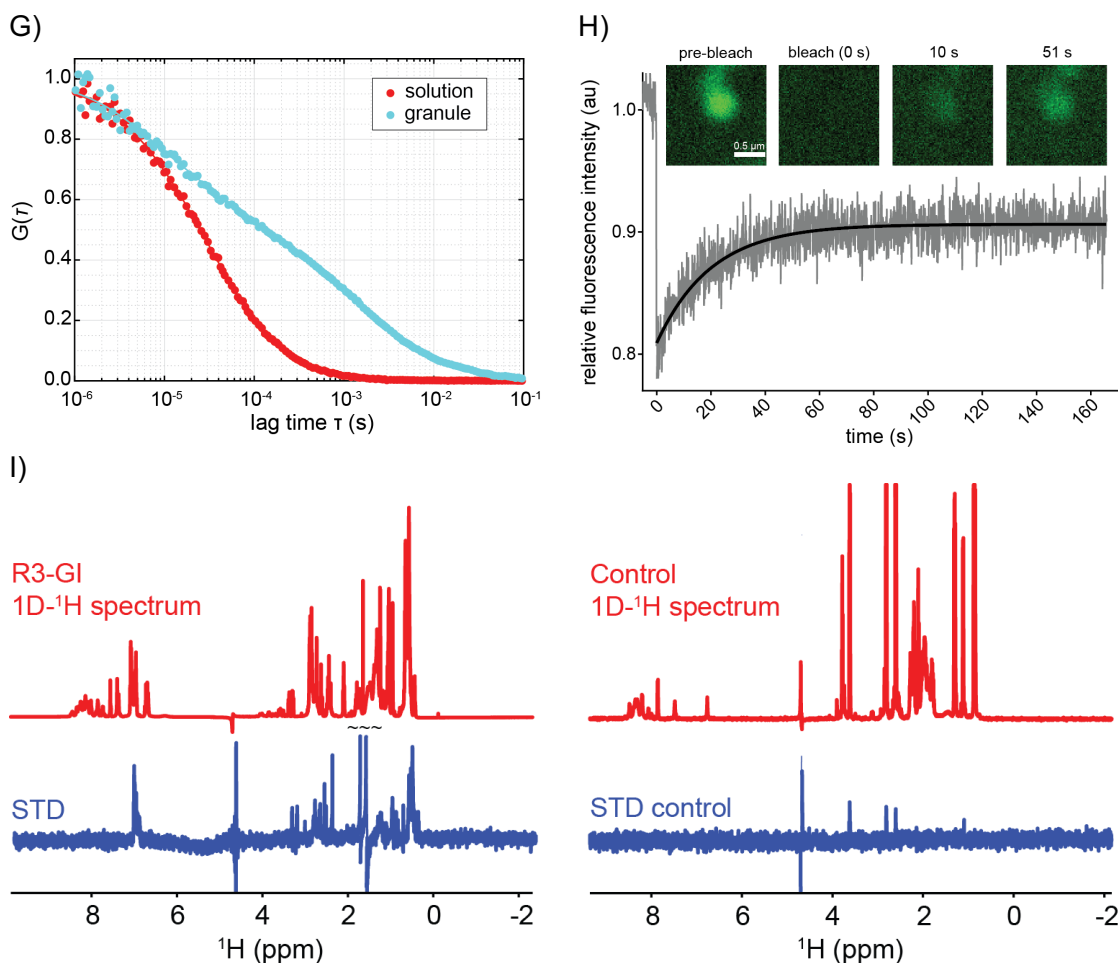 G)
1.0
0.8
0.6
0.4
0.2
0.0
G(τ)
solution
granule
10⁻⁶
10⁻⁵
10⁻⁴
10⁻³
10⁻²
10⁻¹
lag time τ (s)
H)
pre-bleach
bleach (0 s)
10 s
51 s
0.5 µm
relative fluorescence intensity (au)
1.0
0.9
0.8
0
20
40
60
80
100
120
140
160
time (s)
I)
R3-GI
1D-¹H spectrum
~~~
STD
8
6
4
2
0
-2
¹H (ppm)
Control
1D-¹H spectrum
STD control
8
6
4
2
0
-2
¹H (ppm)